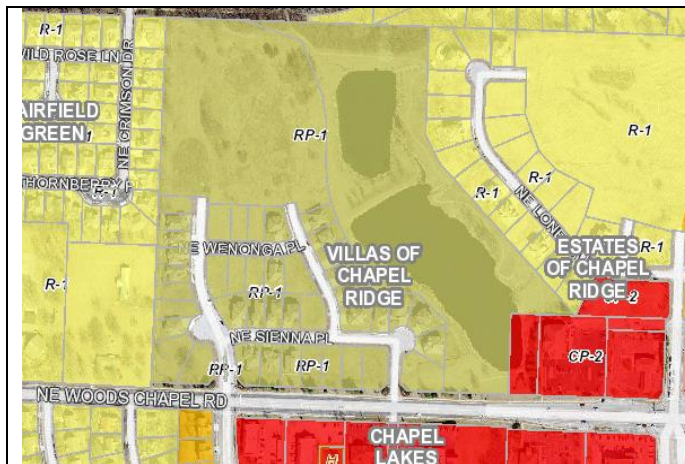 R-1
WILD ROSE LN
NE CRIMSON DR
AIRFIELD
GREEN
THORNBERRY
R-1
RP-1
R-1
R-1
R-1
NE LONE
E WENONGA PL
VILLAS OF
CHAPEL
RIDGE
ESTATES
OF CHAPEL
RIDGE
R-1
R-1
RP-1
NE SIENNA PL
RP-1
RP-1
CP-2
NE WOODS CHAPEL RD
CHAPEL
LAKES